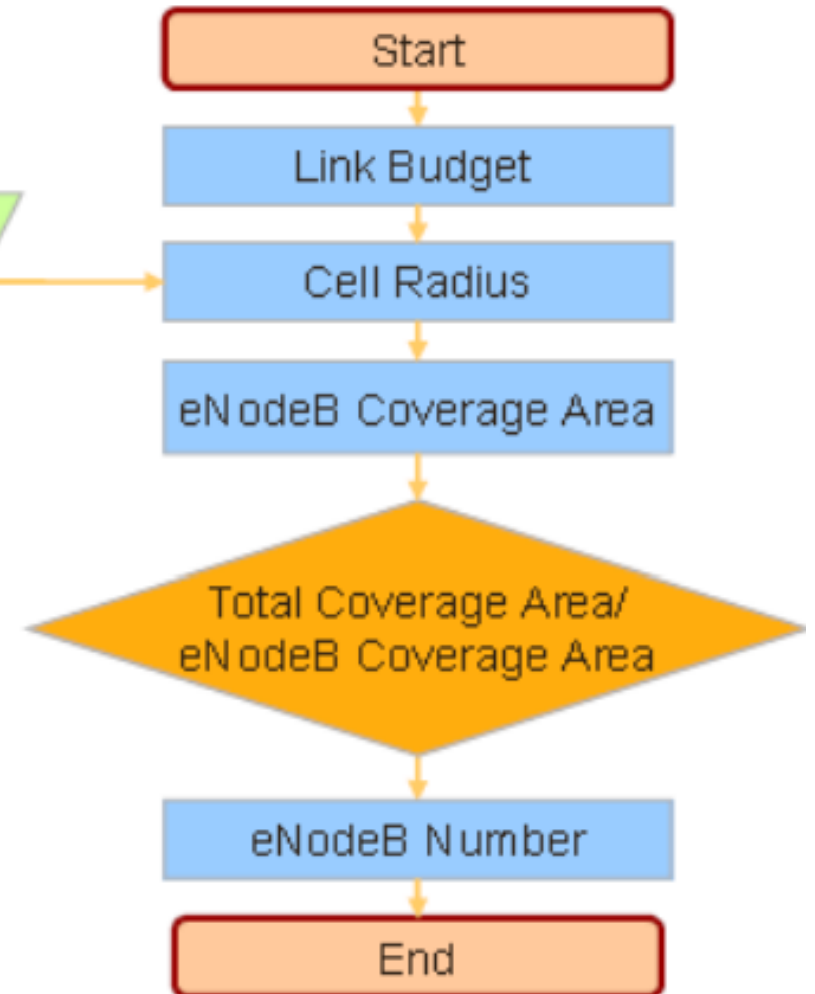 Start
Link Budget
Cell Radius
eNodeB Coverage Area
Total Coverage Area/
eNodeB Coverage Area
eNodeB Number
End